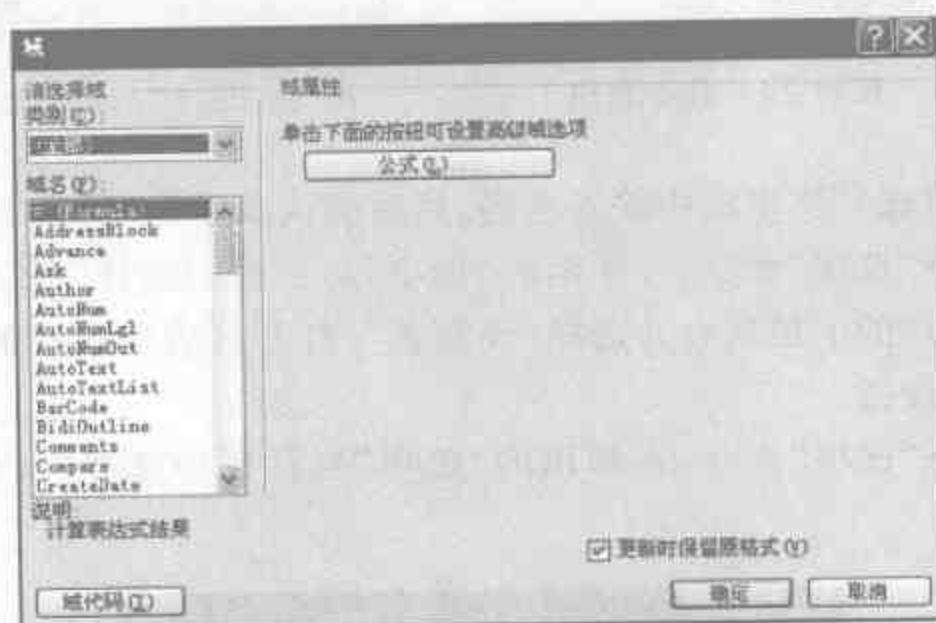 域
请选择域
类别(C):
域名(F):
= (Formula)
AddressBlock
Advance
Ask
Author
AutoNum
AutoNumLgl
AutoNumOut
AutoText
AutoTextList
BarCode
BidiOutline
Comments
Compare
CreateDate
说明:
计算表达式结果
域代码(I)
域属性
单击下面的按钮可设置高级域选项
公式(L)...
更新时保留原格式(V)
确定
取消